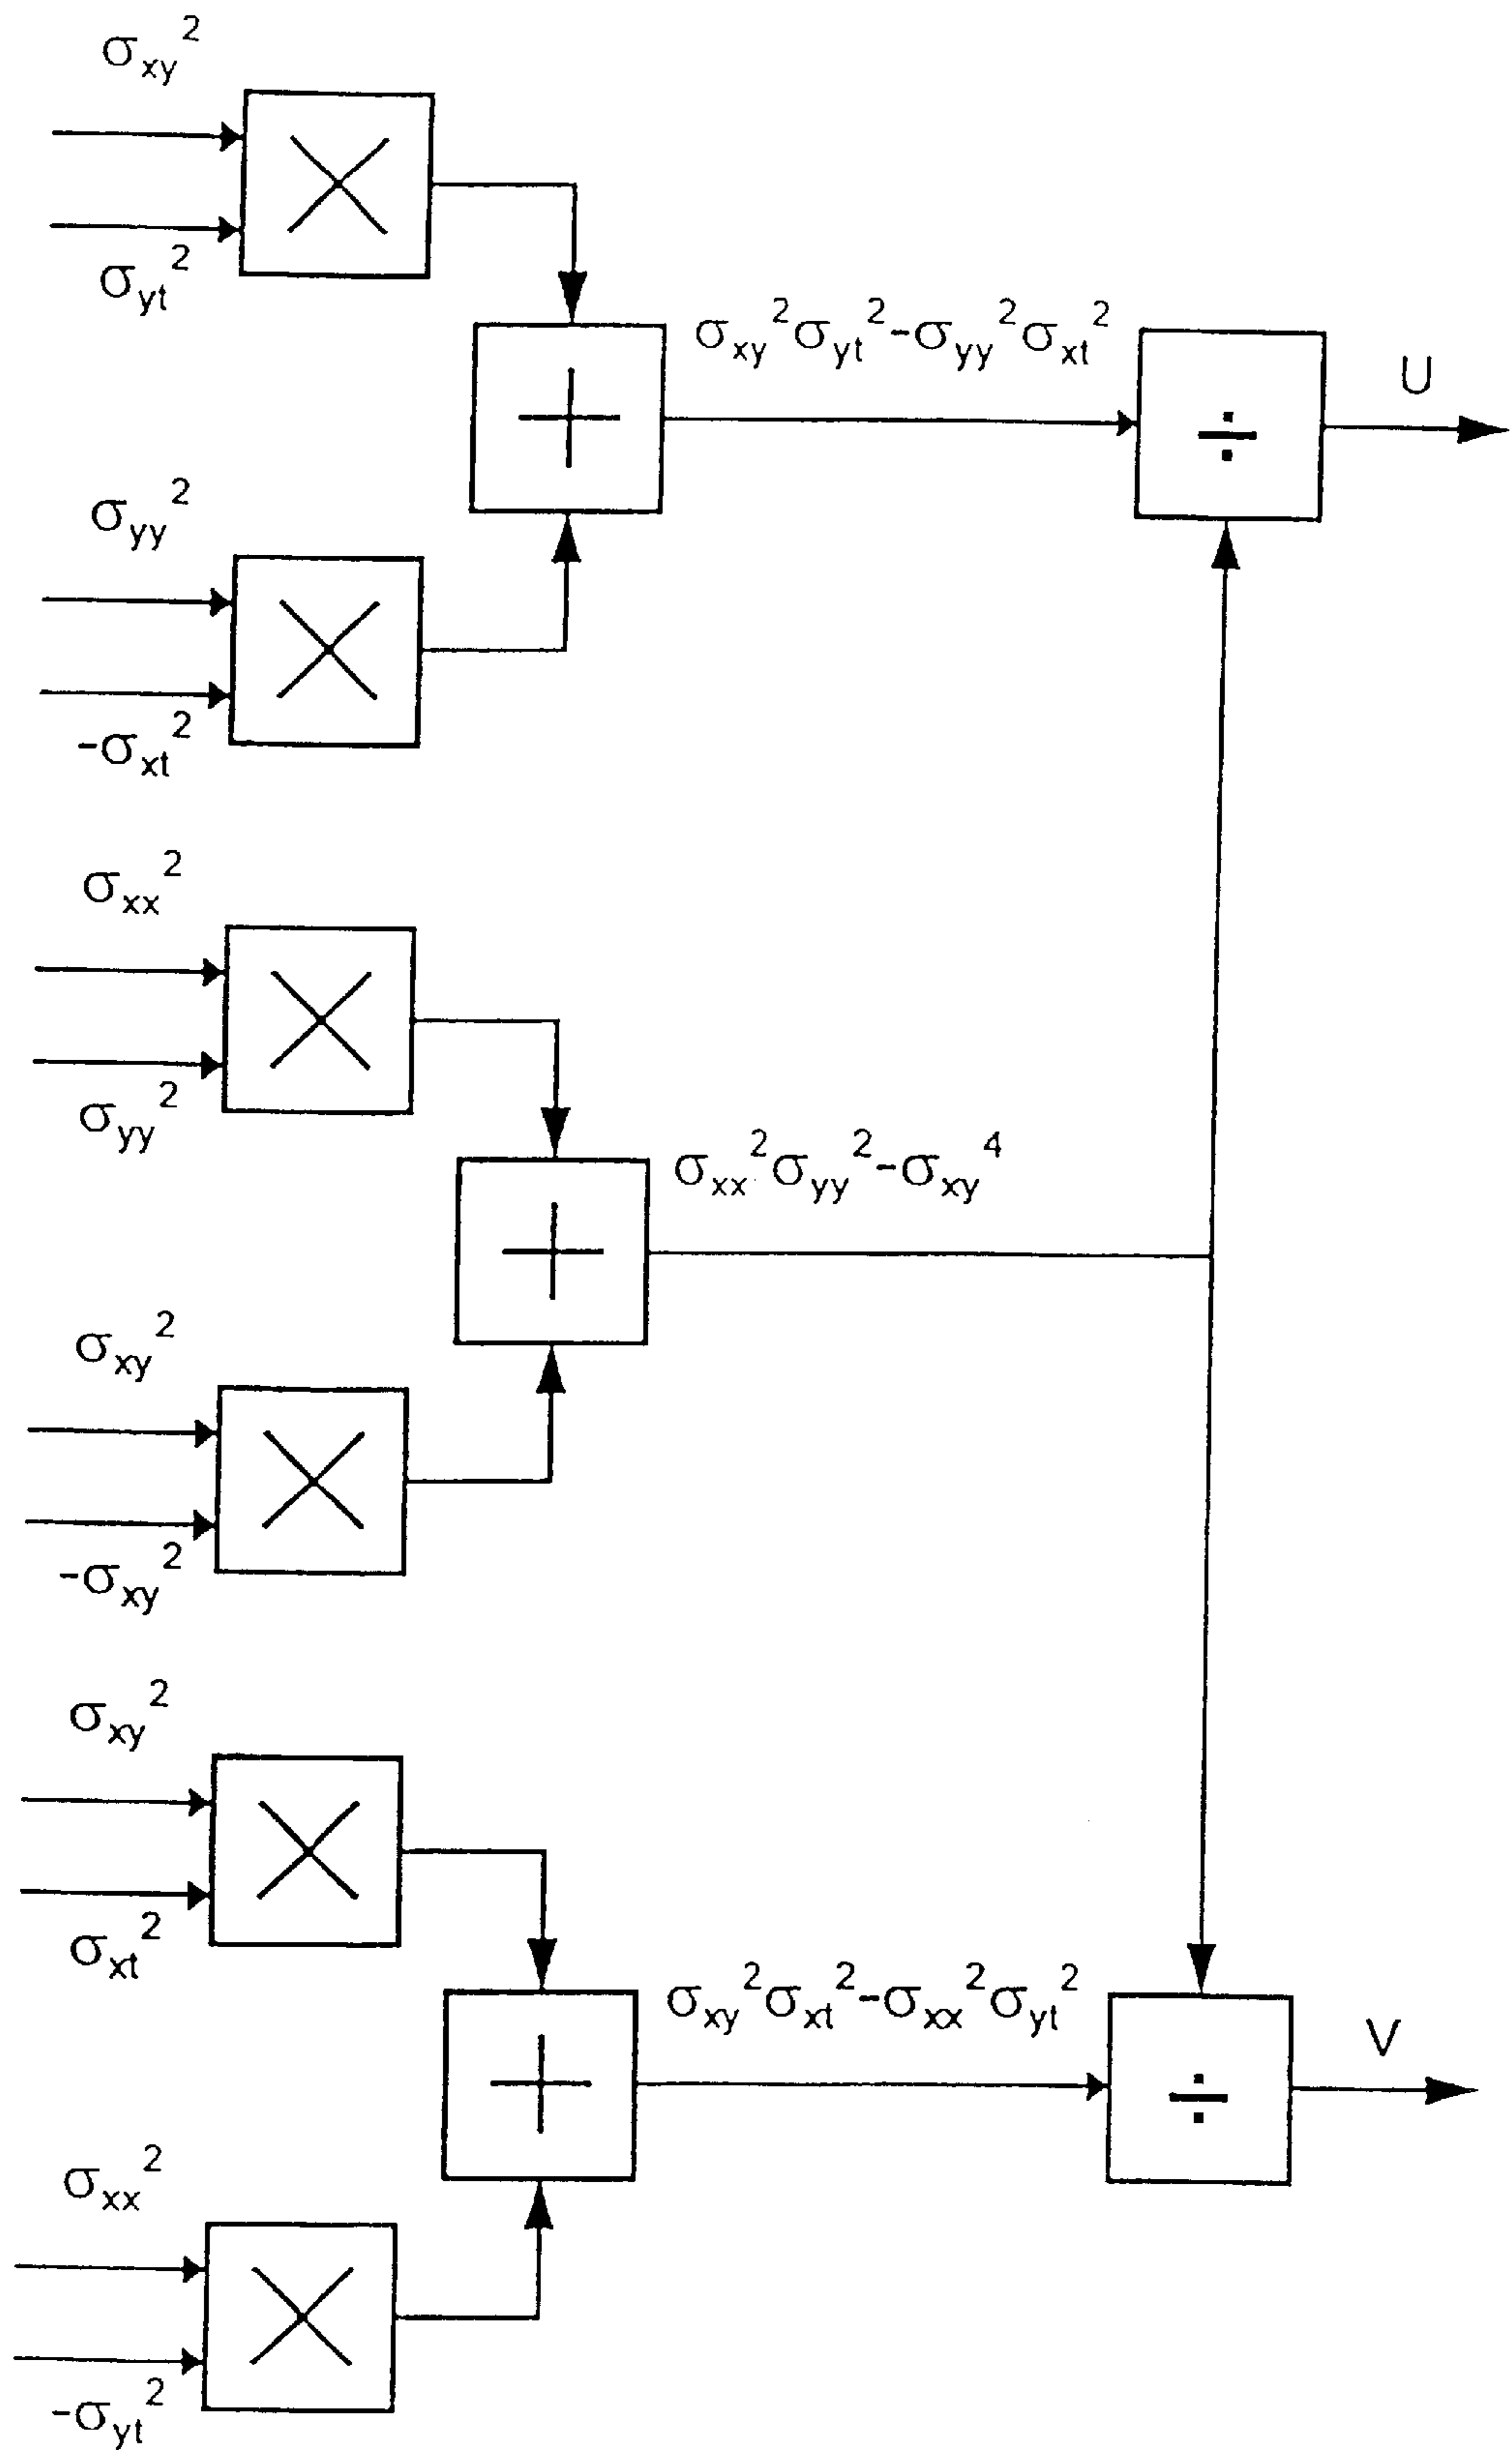 σxy²
σyt²
σxy²σyt²-σyy²σxt²
U
σyy²
-σxt²
σxx²
σyy²
σxx²σyy²-σxy⁴
σxy²
-σxy²
σxy²
σxt²
σxy²σxt²-σxx²σyt²
V
σxx²
-σyt²